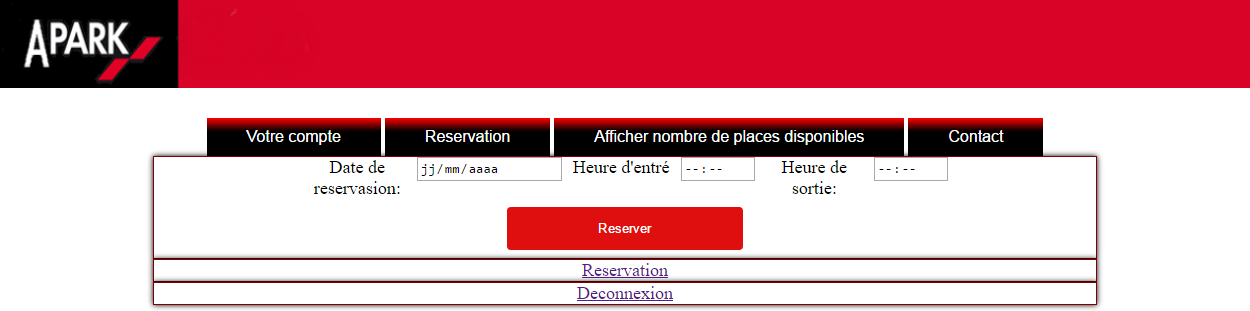 APARK
Votre compte Reservation Afficher nombre de places disponibles Contact
Date de reservasion: jj/mm/aaaa Heure d'entré --:-- Heure de sortie: --:--
Reserver
Reservation
Deconnexion